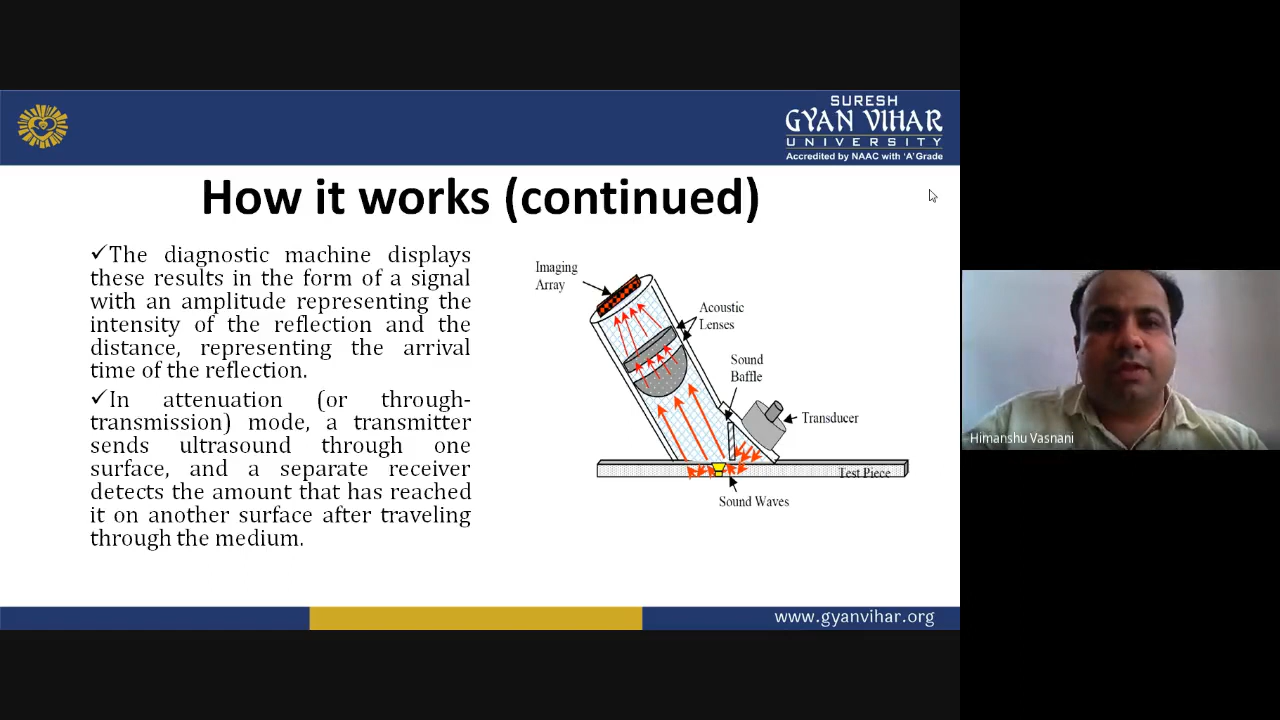 SURESH
GYAN VIHAR
UNIVERSITY
Accredited by NAAC with 'A' Grade
How it works (continued)
✓The diagnostic machine displays
these results in the form of a signal
with an amplitude representing the
intensity of the reflection and the
distance, representing the arrival
time of the reflection.
✓In attenuation (or through-
transmission) mode, a transmitter
sends ultrasound through one
surface, and a separate receiver
detects the amount that has reached
it on another surface after traveling
through the medium.
Imaging
Array
Acoustic
Lenses
Sound
Baffle
Transducer
Test Piece
Sound Waves
Himanshu Vasnani
www.gyanvihar.org